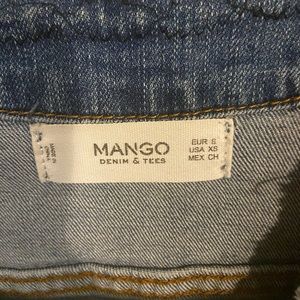 MANGO
DENIM & TEES
EUR S
USA XS
MEX CH